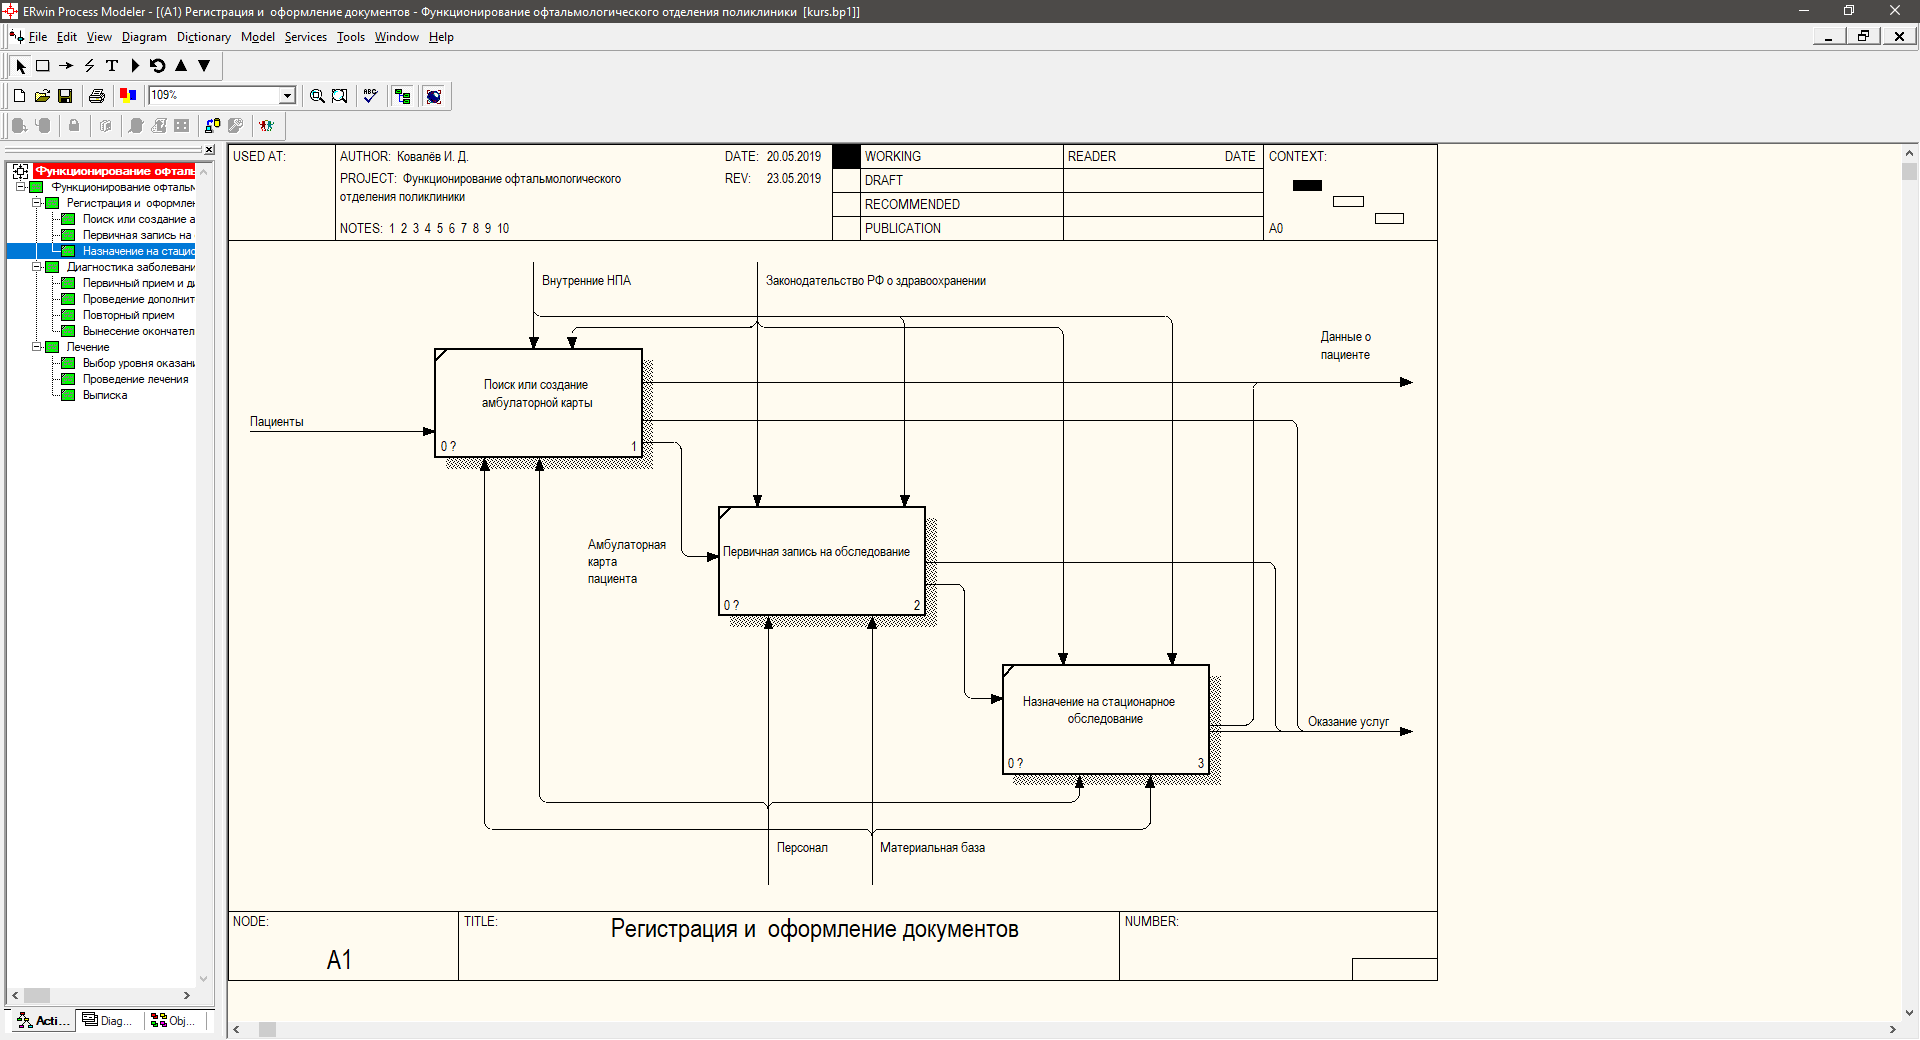 ERwin Process Modeler - [(A1) Регистрация и  оформление документов - Функционирование офтальмологического отделения поликлиники  [kurs.bp1]]
File Edit View Diagram Dictionary Model Services Tools Window Help
109%
Функционирование офталь
Функционирование офтальм
Регистрация и  оформлен
Поиск или создание а
Первичная запись на
Назначение на стацио
Диагностика заболевани
Первичный прием и ди
Проведение дополнит
Повторный прием
Вынесение окончател
Лечение
Выбор уровня оказани
Проведение лечения
Выписка
Acti... Diag... Obj...
USED AT:
AUTHOR:  Ковалёв И. Д.
DATE: 20.05.2019
PROJECT:  Функционирование офтальмологического
отделения поликлиники
REV: 23.05.2019
NOTES:  1  2  3  4  5  6  7  8  9  10
WORKING
DRAFT
RECOMMENDED
PUBLICATION
READER DATE
CONTEXT:
A0
Внутренние НПА
Законодательство РФ о здравоохранении
Данные о
пациенте
Поиск или создание
амбулаторной карты
0 ? 1
Пациенты
Амбулаторная
карта
пациента
Первичная запись на обследование
0 ? 2
Назначение на стационарное
обследование
0 ? 3
Оказание услуг
Персонал
Материальная база
NODE:
A1
TITLE:
Регистрация и  оформление документов
NUMBER: